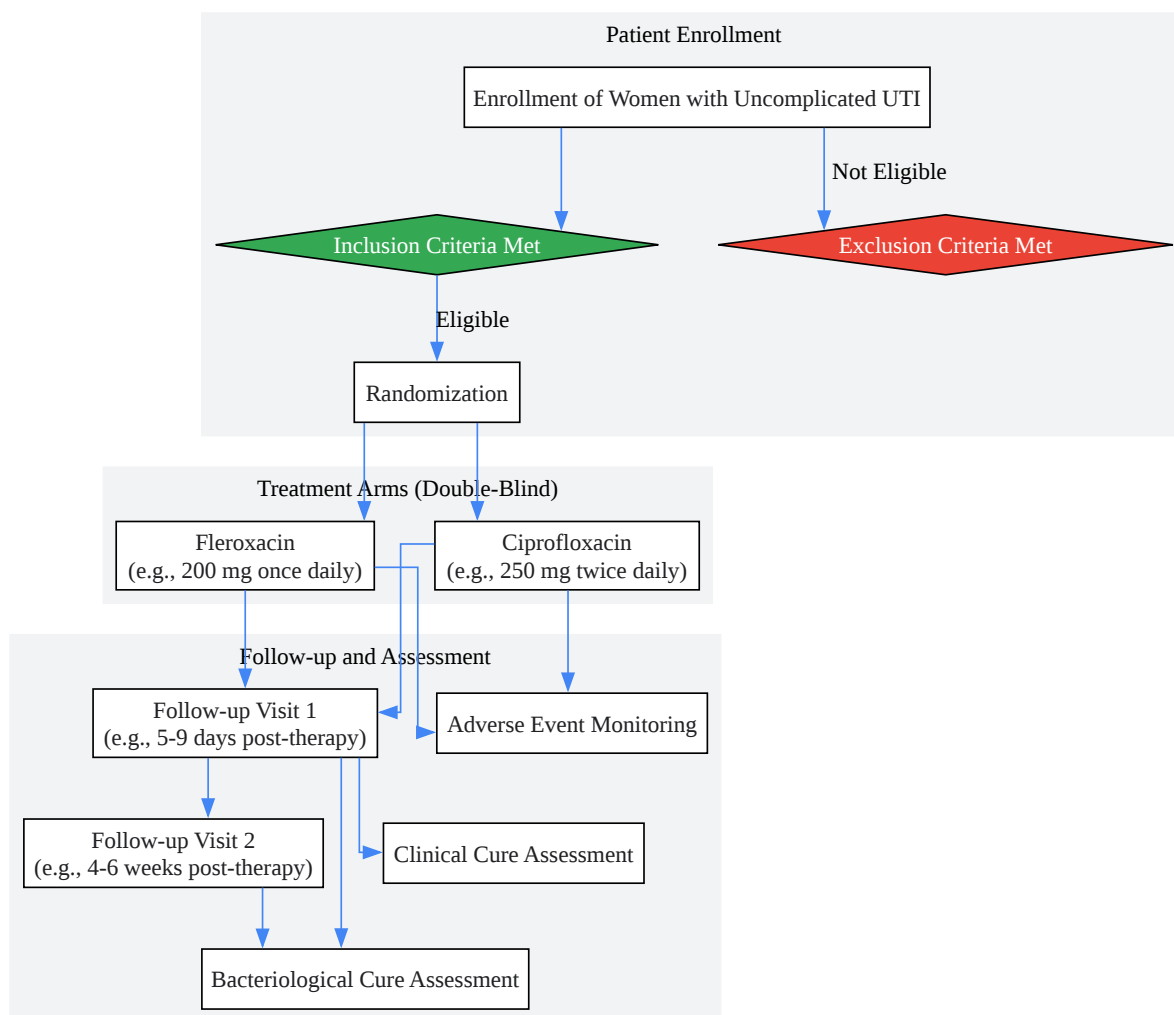 Patient Enrollment
Enrollment of Women with Uncomplicated UTI
Not Eligible
Inclusion Criteria Met
Exclusion Criteria Met
Eligible
Randomization
Treatment Arms (Double-Blind)
Fleroxacin
(e.g., 200 mg once daily)
Ciprofloxacin
(e.g., 250 mg twice daily)
Follow-up and Assessment
Follow-up Visit 1
(e.g., 5-9 days post-therapy)
Adverse Event Monitoring
Follow-up Visit 2
(e.g., 4-6 weeks post-therapy)
Clinical Cure Assessment
Bacteriological Cure Assessment